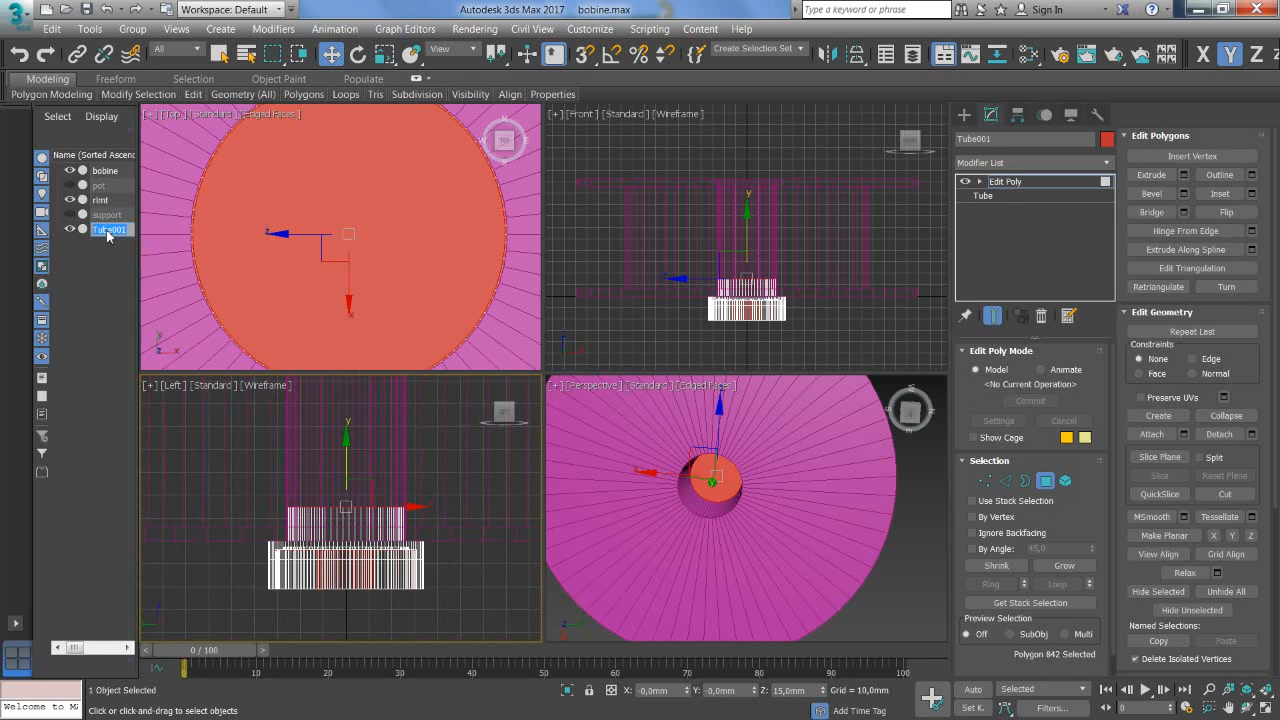 3
MAX
Workspace: Default
Autodesk 3ds Max 2017 bobine.max
Type a keyword or phrase
Sign In
Edit Tools Group Views Create Modifiers Animation Graph Editors Rendering Civil View Customize Scripting Content Help
All
View
Create Selection Set
X Y Z
Modeling Freeform Selection Object Paint Populate
Polygon Modeling Modify Selection Edit Geometry (All) Polygons Loops Tris Subdivision Visibility Align Properties
Select Display
Name (Sorted Ascen
bobine
pot
rlmt
support
Tube001
[+] [Top] [Standard] [Edged Faces]
[+] [Front] [Wireframe]
[+] [Left] [Standard] [Wireframe]
[+] [Perspective] [Standard] [Edged Faces]
Tube001
Modifier List
Edit Poly
Tube
Edit Poly Mode
Model Animate
<No Current Operation>
Commit
Settings Cancel
Show Cage
Selection
Use Stack Selection
By Vertex
Ignore Backfacing
By Angle: 45,0
Shrink Grow
Ring Loop
Get Stack Selection
Preview Selection
Off SubObj Multi
Polygon 842 Selected
Edit Polygons
Insert Vertex
Extrude Outline
Bevel Inset
Bridge Flip
Hinge From Edge
Extrude Along Spline
Edit Triangulation
Retriangulate Turn
Edit Geometry
Repeat Last
Constraints
None Edge
Face Normal
Preserve UVs
Create Collapse
Attach Detach
Slice Plane Split
Slice Reset Plane
QuickSlice Cut
MSmooth Tessellate
Make Planar X Y Z
View Align Grid Align
Relax
Hide Selected Unhide All
Hide Unselected
Named Selections:
Copy Paste
Delete Isolated Vertices
0 / 100
0 10 20 30 40 50 60 70 80 90 100
1 Object Selected
X: -0,0mm Y: -0,0mm Z: 15,0mm Grid = 10,0mm
Auto Selected
Welcome to M
Click or click-and-drag to select objects
Add Time Tag
Set K. Filters...
0